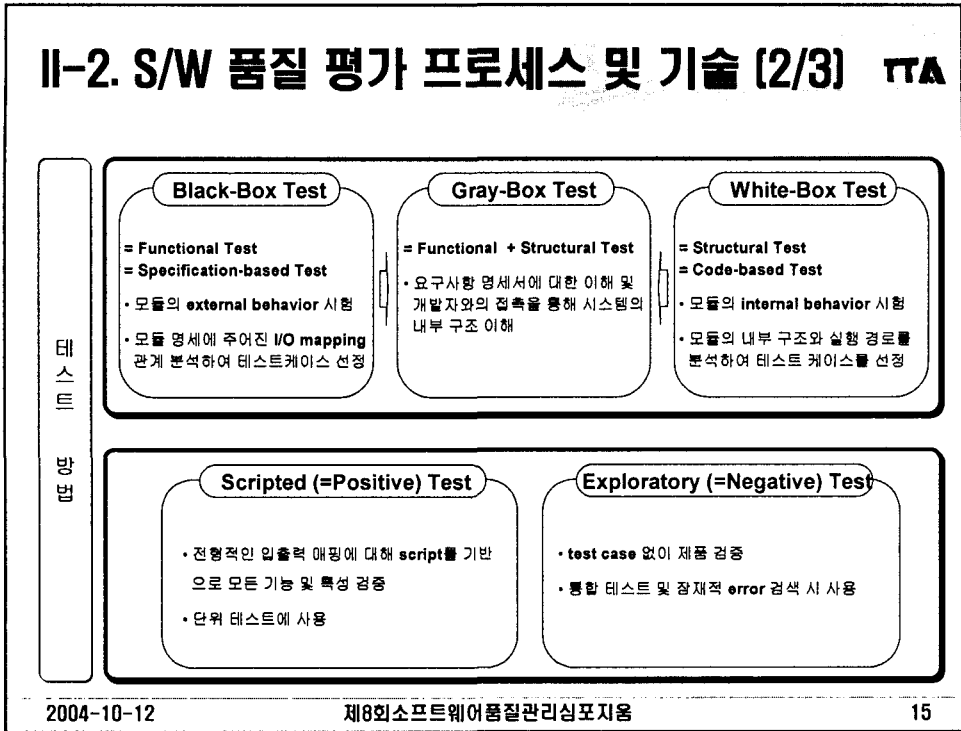 II-2. S/W 품질 평가 프로세스 및 기술 (2/3)
TTA
테스트 방법
Black-Box Test
= Functional Test
= Specification-based Test
• 모듈의 external behavior 시험
• 모듈 명세에 주어진 I/O mapping
관계 분석하여 테스트케이스 선정
Gray-Box Test
= Functional + Structural Test
• 요구사항 명세서에 대한 이해 및
개발자와의 접촉을 통해 시스템의
내부 구조 이해
White-Box Test
= Structural Test
= Code-based Test
• 모듈의 internal behavior 시험
• 모듈의 내부 구조와 실행 경로를
분석하여 테스트 케이스를 선정
Scripted (=Positive) Test
• 전형적인 입출력 매핑에 대해 script를 기반
으로 모든 기능 및 특성 검증
• 단위 테스트에 사용
Exploratory (=Negative) Test
• test case 없이 제품 검증
• 통합 테스트 및 잠재적 error 검색 시 사용
2004-10-12
제8회소프트웨어품질관리심포지움
15